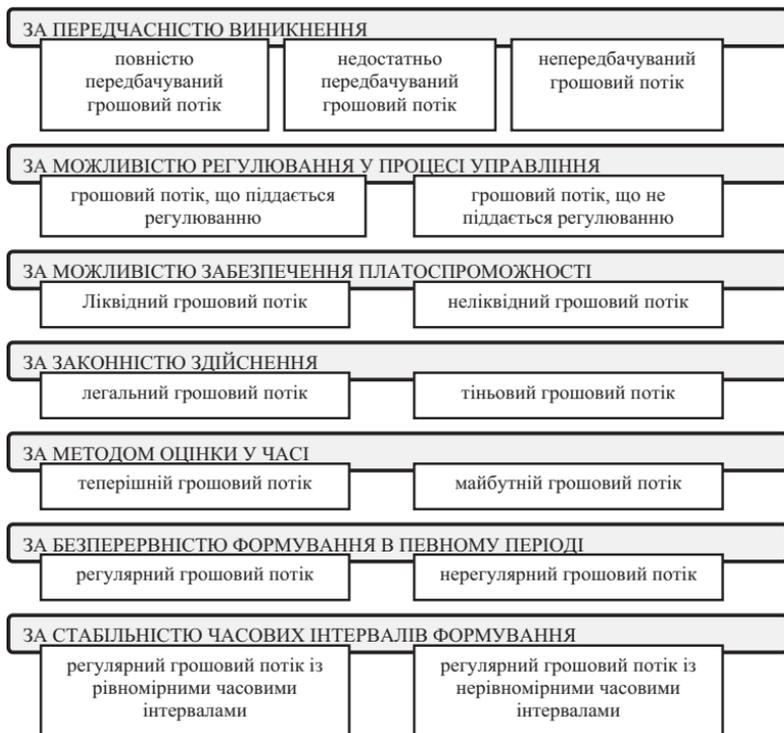 ЗА ПЕРЕДЧАСНІСТЮ ВИНИКНЕННЯ
повністю
передбачуваний
грошовий потік
недостатньо
передбачуваний
грошовий потік
непередбачуваний
грошовий потік
ЗА МОЖЛИВІСТЮ РЕГУЛЮВАННЯ У ПРОЦЕСІ УПРАВЛІННЯ
грошовий потік, що піддається
регулюванню
грошовий потік, що не
піддається регулюванню
ЗА МОЖЛИВІСТЮ ЗАБЕЗПЕЧЕННЯ ПЛАТОСПРОМОЖНОСТІ
Ліквідний грошовий потік
неліквідний грошовий потік
ЗА ЗАКОННІСТЮ ЗДІЙСНЕННЯ
легальний грошовий потік
тіньовий грошовий потік
ЗА МЕТОДОМ ОЦІНКИ У ЧАСІ
теперішній грошовий потік
майбутній грошовий потік
ЗА БЕЗПЕРЕРВНІСТЮ ФОРМУВАННЯ В ПЕВНОМУ ПЕРІОДІ
регулярний грошовий потік
нерегулярний грошовий потік
ЗА СТАБІЛЬНІСТЮ ЧАСОВИХ ІНТЕРВАЛІВ ФОРМУВАННЯ
регулярний грошовий потік із
рівномірними часовими
інтервалами
регулярний грошовий потік із
нерівномірними часовими
інтервалами